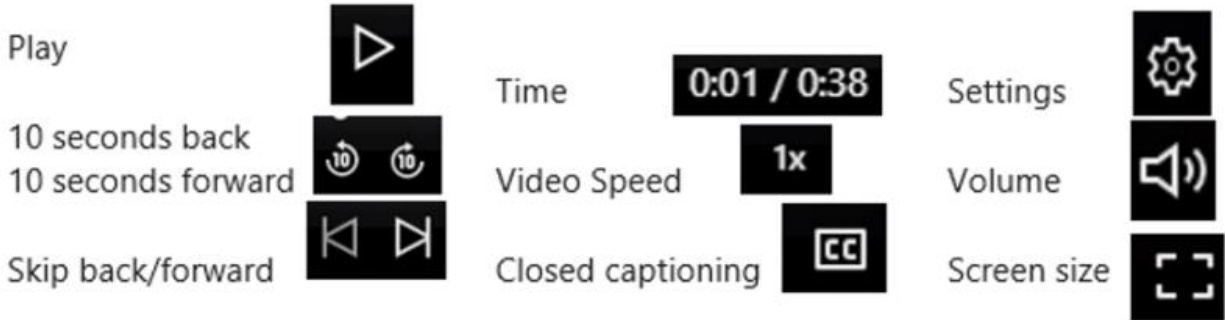 Play
10 seconds back
10 seconds forward
10 10
Skip back/forward
Time
0:01 / 0:38
Video Speed
1x
Closed captioning
CC
Settings
Volume
Screen size